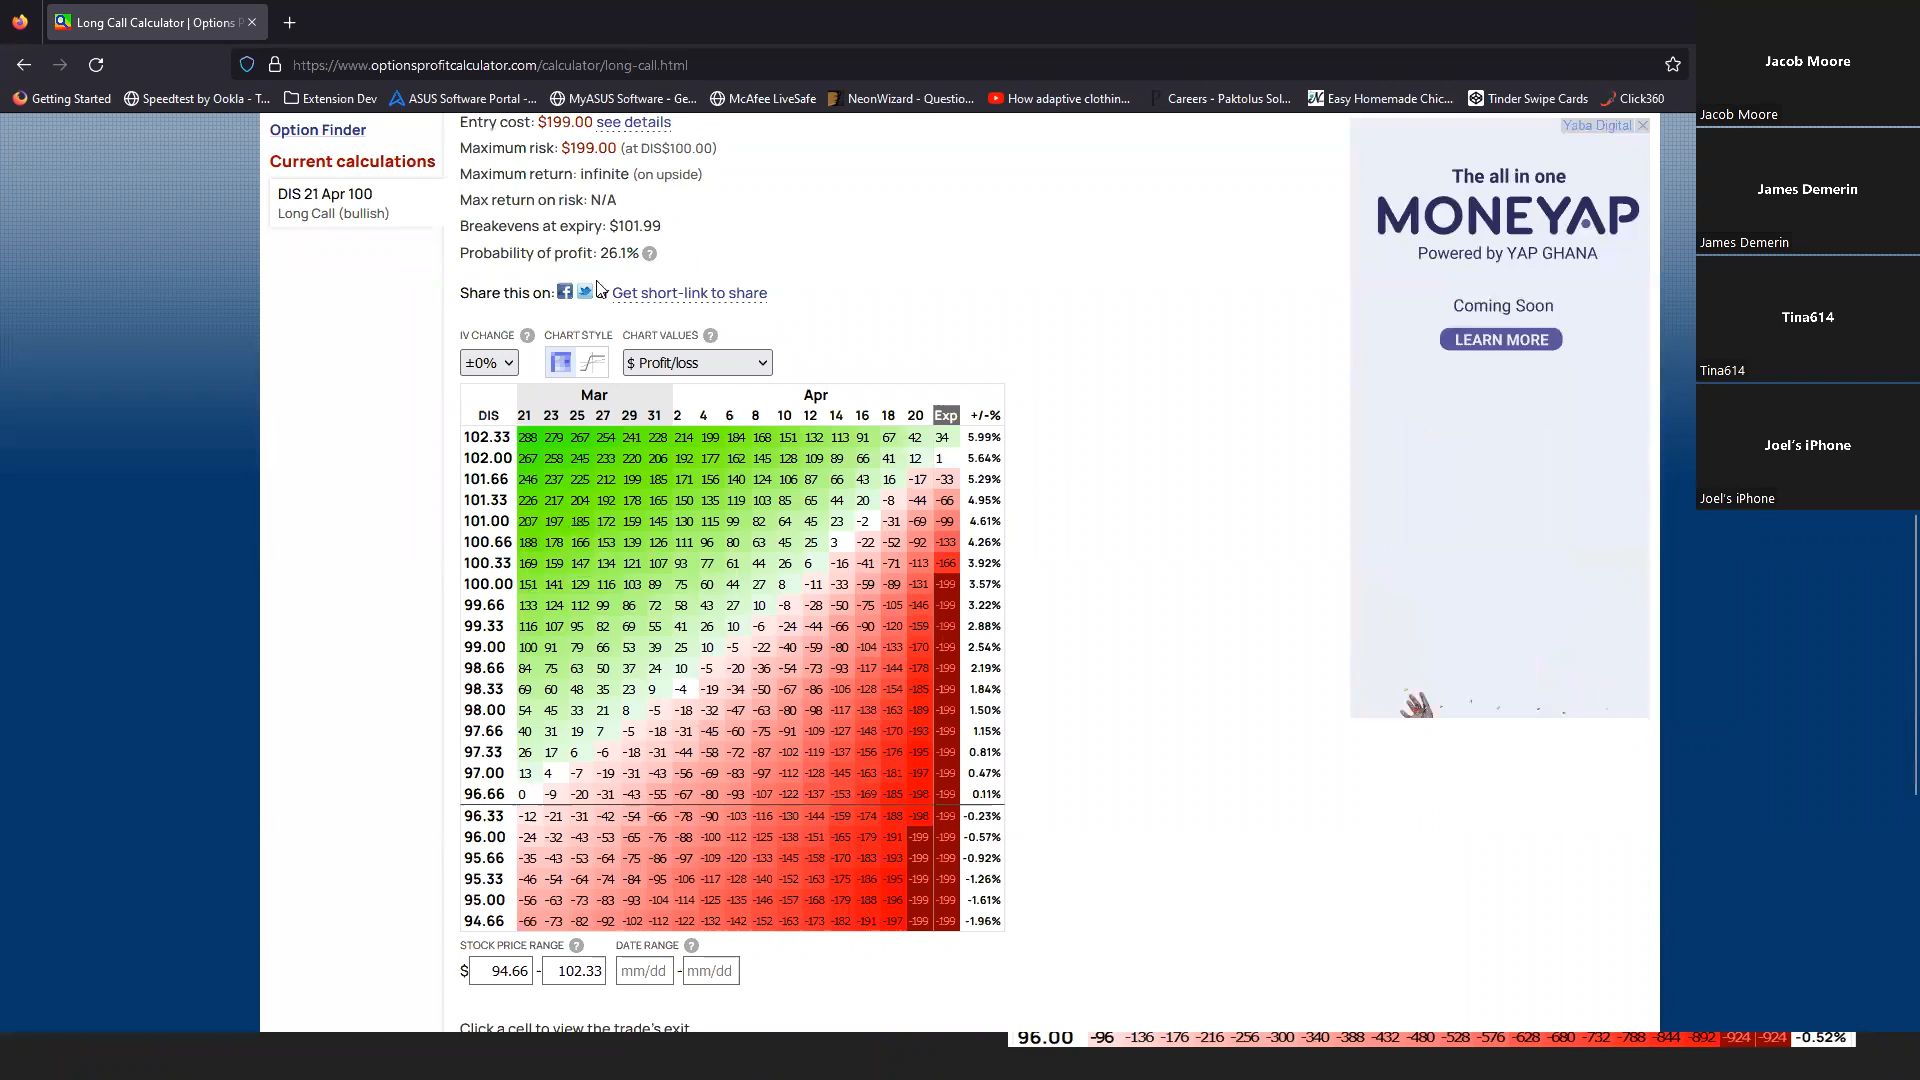 Long Call Calculator | Options P
https://www.optionsprofitcalculator.com/calculator/long-call.html
Getting Started Speedtest by Ookla - T... Extension Dev ASUS Software Portal -... MyASUS Software - Ge... McAfee LiveSafe NeonWizard - Questio... How adaptive clothin... Careers - Paktolus Sol... Easy Homemade Chic... Tinder Swipe Cards Click360
Option Finder
Current calculations
DIS 21 Apr 100
Long Call (bullish)
Entry cost: $199.00 see details
Maximum risk: $199.00 (at DIS$100.00)
Maximum return: infinite (on upside)
Max return on risk: N/A
Breakevens at expiry: $101.99
Probability of profit: 26.1% ?
Share this on: Get short-link to share
IV CHANGE ? CHART STYLE CHART VALUES ?
±0% $ Profit/loss
Mar Apr
DIS 21 23 25 27 29 31 2 4 6 8 10 12 14 16 18 20 Exp +/-%
102.33 288 279 267 254 241 228 214 199 184 168 151 132 113 91 67 42 34 5.99%
102.00 267 258 245 233 220 206 192 177 162 145 128 109 89 66 41 12 1 5.64%
101.66 246 237 225 212 199 185 171 156 140 124 106 87 66 43 16 -17 -33 5.29%
101.33 226 217 204 192 178 165 150 135 119 103 85 65 44 20 -8 -44 -66 4.95%
101.00 207 197 185 172 159 145 130 115 99 82 64 45 23 -2 -31 -69 -99 4.61%
100.66 188 178 166 153 139 126 111 96 80 63 45 25 3 -22 -52 -92 -133 4.26%
100.33 169 159 147 134 121 107 93 77 61 44 26 6 -16 -41 -71 -113 -166 3.92%
100.00 151 141 129 116 103 89 75 60 44 27 8 -11 -33 -59 -89 -131 -199 3.57%
99.66 133 124 112 99 86 72 58 43 27 10 -8 -28 -50 -75 -105 -146 -199 3.22%
99.33 116 107 95 82 69 55 41 26 10 -6 -24 -44 -66 -90 -120 -159 -199 2.88%
99.00 100 91 79 66 53 39 25 10 -5 -22 -40 -59 -80 -104 -133 -170 -199 2.54%
98.66 84 75 63 50 37 24 10 -5 -20 -36 -54 -73 -93 -117 -144 -178 -199 2.19%
98.33 69 60 48 35 23 9 -4 -19 -34 -50 -67 -86 -106 -128 -154 -185 -199 1.84%
98.00 54 45 33 21 8 -5 -18 -32 -47 -63 -80 -98 -117 -138 -163 -189 -199 1.50%
97.66 40 31 19 7 -5 -18 -31 -45 -60 -75 -91 -109 -127 -148 -170 -193 -199 1.15%
97.33 26 17 6 -6 -18 -31 -44 -58 -72 -87 -102 -119 -137 -156 -176 -195 -199 0.81%
97.00 13 4 -7 -19 -31 -43 -56 -69 -83 -97 -112 -128 -145 -163 -181 -197 -199 0.47%
96.66 0 -9 -20 -31 -43 -55 -67 -80 -93 -107 -122 -137 -153 -169 -185 -198 -199 0.11%
96.33 -12 -21 -31 -42 -54 -66 -78 -90 -103 -116 -130 -144 -159 -174 -188 -198 -199 -0.23%
96.00 -24 -32 -43 -53 -65 -76 -88 -100 -112 -125 -138 -151 -165 -179 -191 -199 -199 -0.57%
95.66 -35 -43 -53 -64 -75 -86 -97 -109 -120 -133 -145 -158 -170 -183 -193 -199 -199 -0.92%
95.33 -46 -54 -64 -74 -84 -95 -106 -117 -128 -140 -152 -163 -175 -186 -195 -199 -199 -1.26%
95.00 -56 -63 -73 -83 -93 -104 -114 -125 -135 -146 -157 -168 -179 -188 -196 -199 -199 -1.61%
94.66 -66 -73 -82 -92 -102 -112 -122 -132 -142 -152 -163 -173 -182 -191 -197 -199 -199 -1.96%
STOCK PRICE RANGE ? DATE RANGE ?
$ 94.66 - 102.33 mm/dd - mm/dd
Click a cell to view the trade's exit
Yaba Digital
The all in one
MONEYAP
Powered by YAP GHANA
Coming Soon
LEARN MORE
Jacob Moore
Jacob Moore
James Demerin
James Demerin
Tina614
Tina614
Joel's iPhone
Joel's iPhone
96.00 -96 -136 -176 -216 -256 -300 -340 -388 -432 -480 -528 -576 -628 -680 -732 -788 -844 -892 -924 -924 -0.52%